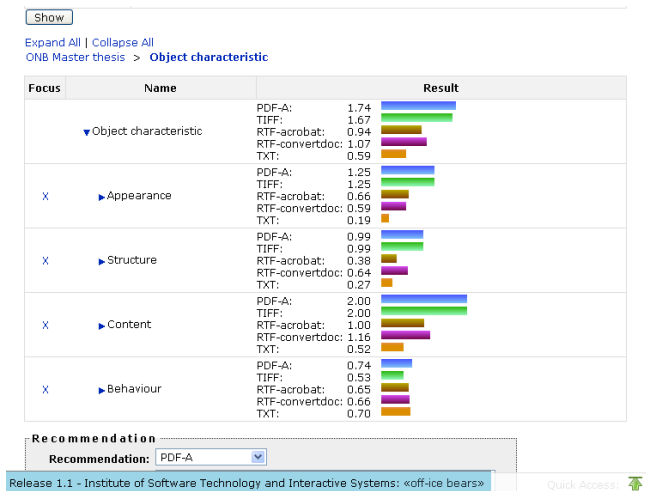 Show
Expand All | Collapse All
ONB Master thesis > Object characteristic
Focus Name Result
▼Object characteristic
PDF-A: 1.74
TIFF: 1.67
RTF-acrobat: 0.94
RTF-convertdoc: 1.07
TXT: 0.59
X ►Appearance
PDF-A: 1.25
TIFF: 1.25
RTF-acrobat: 0.66
RTF-convertdoc: 0.59
TXT: 0.19
X ►Structure
PDF-A: 0.99
TIFF: 0.99
RTF-acrobat: 0.38
RTF-convertdoc: 0.64
TXT: 0.27
X ►Content
PDF-A: 2.00
TIFF: 2.00
RTF-acrobat: 1.00
RTF-convertdoc: 1.16
TXT: 0.52
X ►Behaviour
PDF-A: 0.74
TIFF: 0.53
RTF-acrobat: 0.65
RTF-convertdoc: 0.66
TXT: 0.70
Recommendation
Recommendation: PDF-A
Release 1.1 - Institute of Software Technology and Interactive Systems: «off-ice bears»
Quick Access: